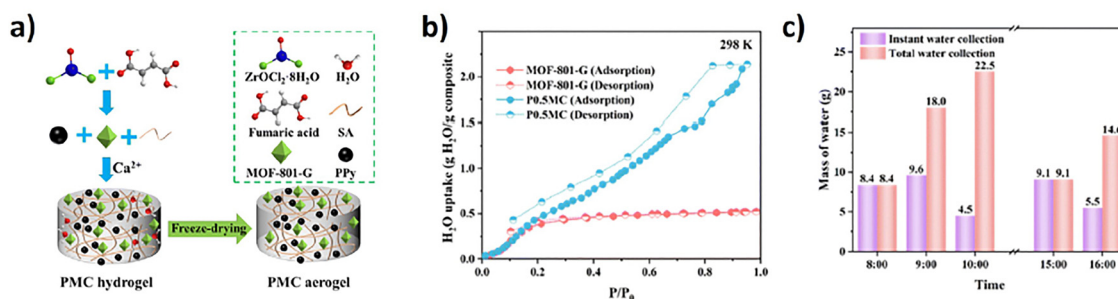 a)
ZrOCl₂·8H₂O
H₂O
Fumaric acid
SA
MOF-801-G
PPy
Ca²⁺
PMC hydrogel
Freeze-drying
PMC aerogel
b)
298 K
MOF-801-G (Adsorption)
MOF-801-G (Desorption)
P0.5MC (Adsorption)
P0.5MC (Desorption)
H₂O uptake (g H₂O/g composite)
2.5
2.0
1.5
1.0
0.5
0.0
0.0 0.2 0.4 0.6 0.8 1.0
P/P₀
c)
Instant water collection
Total water collection
Mass of water (g)
25
20
15
10
5
0
8.4 8.4
9.6 18.0
4.5 22.5
9.1 9.1
5.5 14.6
8:00 9:00 10:00 15:00 16:00
Time